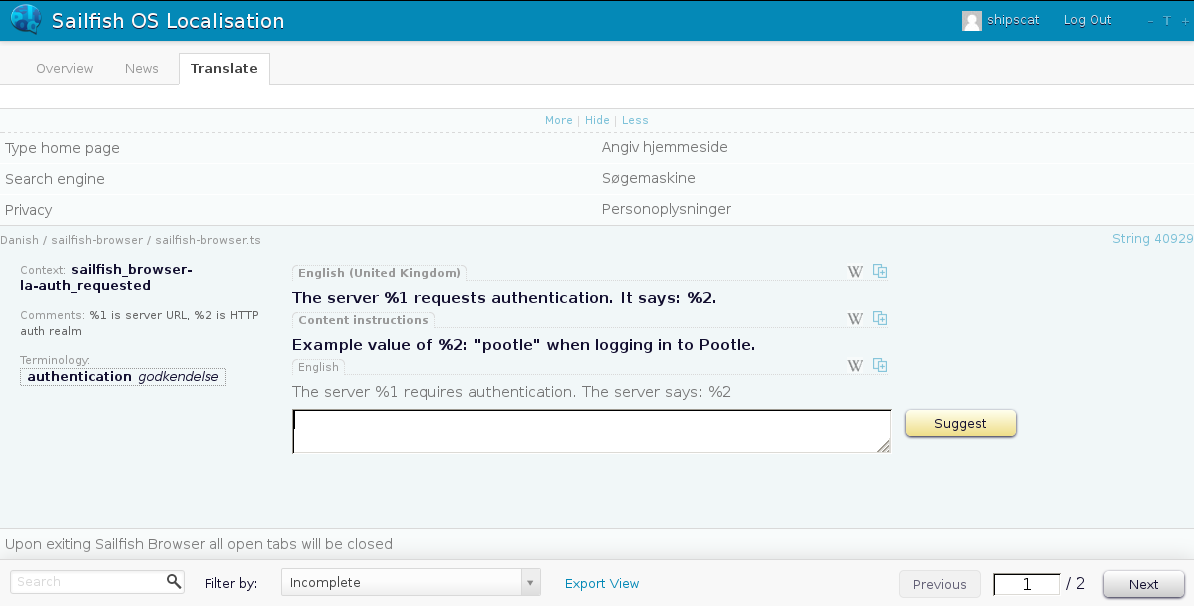 Sailfish OS Localisation
shipscat Log Out - T +
Overview News Translate
More | Hide | Less
Type home page Angiv hjemmeside
Search engine Søgemaskine
Privacy Personoplysninger
Danish / sailfish-browser / sailfish-browser.ts String 40929
Context: sailfish_browser-
la-auth_requested
Comments: %1 is server URL, %2 is HTTP
auth realm
Terminology:
authentication godkendelse
English (United Kingdom) W
The server %1 requests authentication. It says: %2.
Content instructions W
Example value of %2: "pootle" when logging in to Pootle.
English W
The server %1 requires authentication. The server says: %2
Suggest
Upon exiting Sailfish Browser all open tabs will be closed
Search Filter by: Incomplete Export View Previous 1 / 2 Next